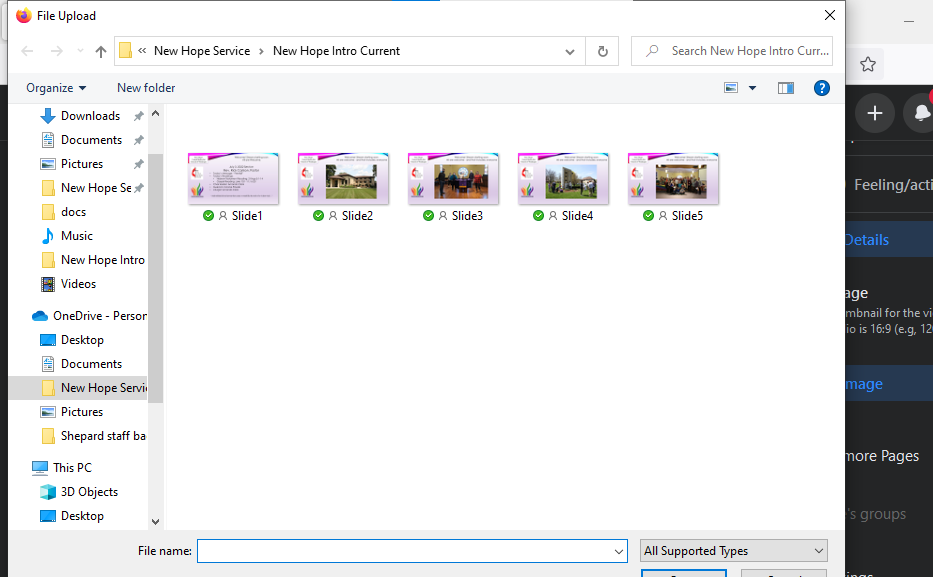 File Upload
« New Hope Service › New Hope Intro Current
Search New Hope Intro Curr...
Organize
New folder
Downloads
Documents
Pictures
New Hope Se
docs
Music
New Hope Intro
Videos
OneDrive - Person
Desktop
Documents
New Hope Servic
Pictures
Shepard staff ba
This PC
3D Objects
Desktop
Slide1
Slide2
Slide3
Slide4
Slide5
File name:
All Supported Types
Feeling/acti
Details
age
mbnail for the vi
io is 16:9 (e.g, 12
mage
more Pages
's groups